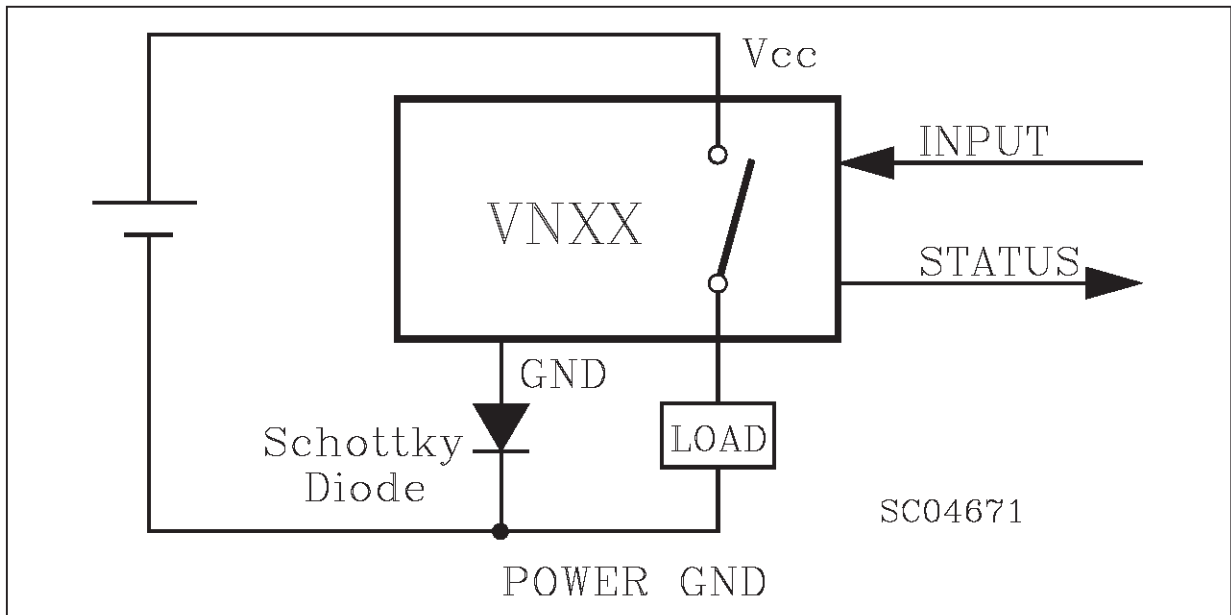 Vcc
INPUT
VNXX
STATUS
GND
Schottky
Diode
LOAD
SC04671
POWER GND